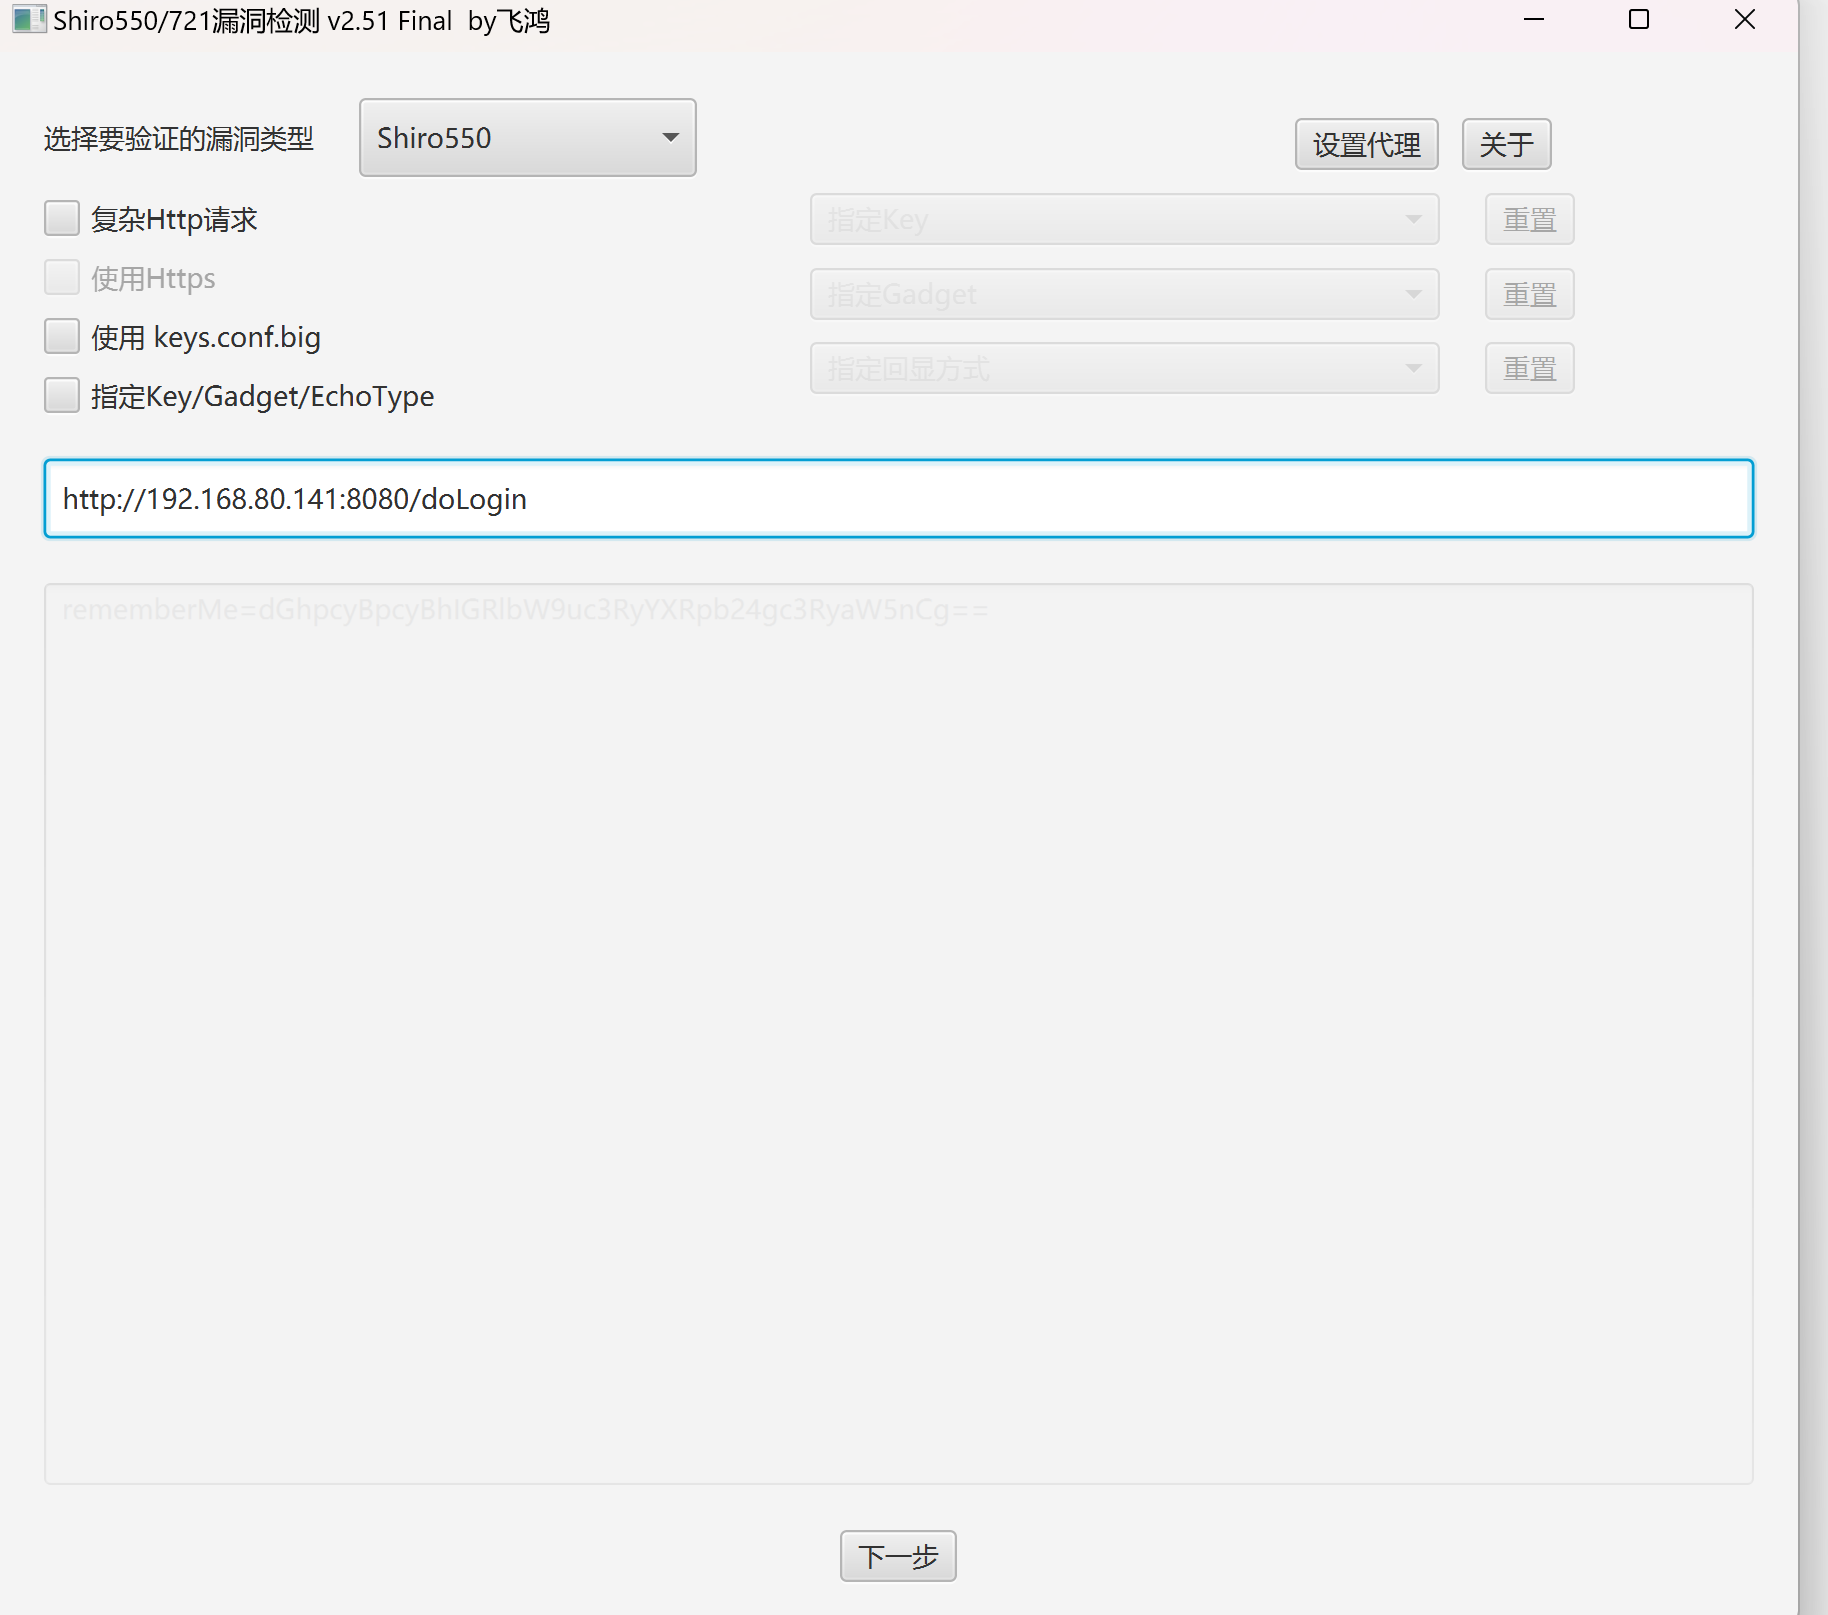 Shiro550/721漏洞检测 v2.51 Final  by飞鸿
选择要验证的漏洞类型
Shiro550
设置代理
关于
复杂Http请求
指定Key
重置
使用Https
指定Gadget
重置
使用 keys.conf.big
指定回显方式
重置
指定Key/Gadget/EchoType
http://192.168.80.141:8080/doLogin
rememberMe=dGhpcyBpcyBhIGRlbW9uc3RyYXRpb24gc3RyaW5nCg==
下一步